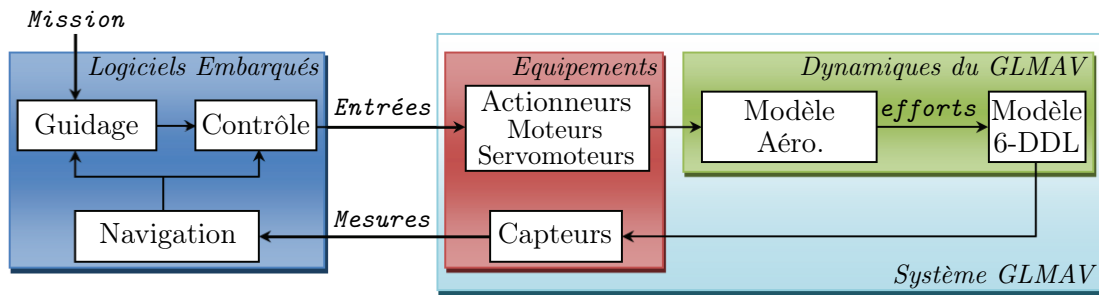 Mission
Logiciels Embarqués
Equipements
Dynamiques du GLMAV
Guidage
Contrôle
Entrées
Actionneurs
Moteurs
Servomoteurs
Modèle
Aéro.
efforts
Modèle
6-DDL
Navigation
Mesures
Capteurs
Système GLMAV